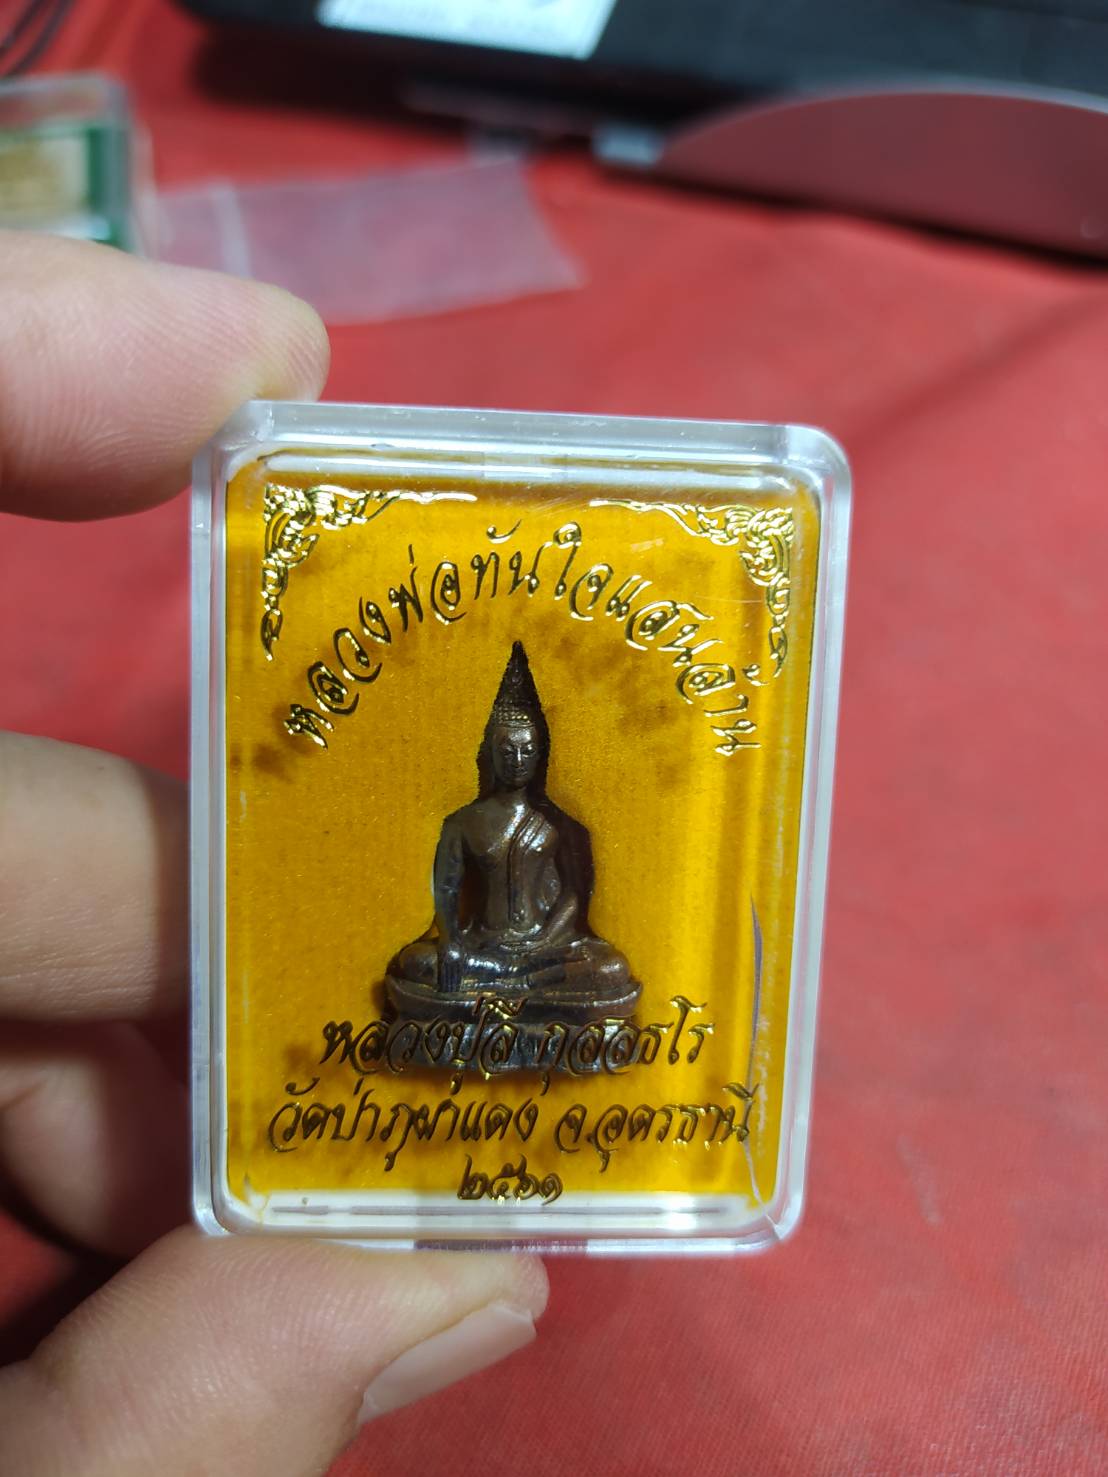 หลวงพ่อทันใจแสนล้าน
หลวงปู่ลี กุสลธโร
วัดป่าภูผาแดง จ.อุดรธานี
๒๕๖๑